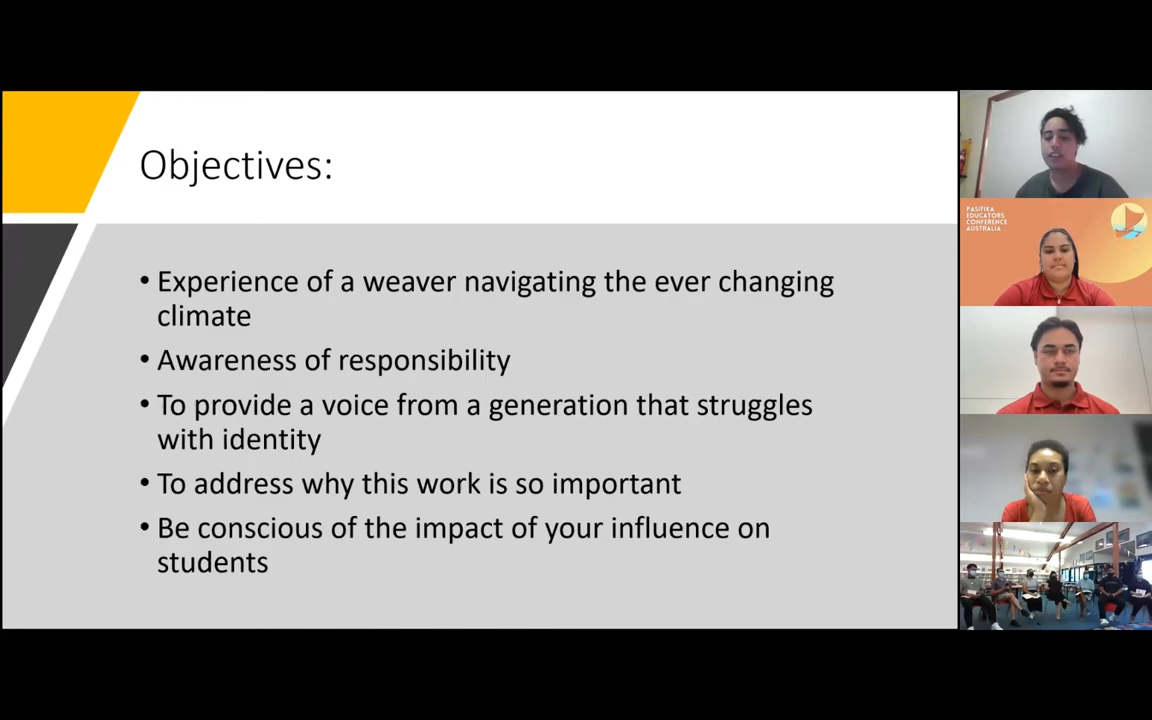 Objectives:
• Experience of a weaver navigating the ever changing
climate
• Awareness of responsibility
• To provide a voice from a generation that struggles
with identity
• To address why this work is so important
• Be conscious of the impact of your influence on
students
PASIFIKA
EDUCATORS
CONFERENCE
AUSTRALIA